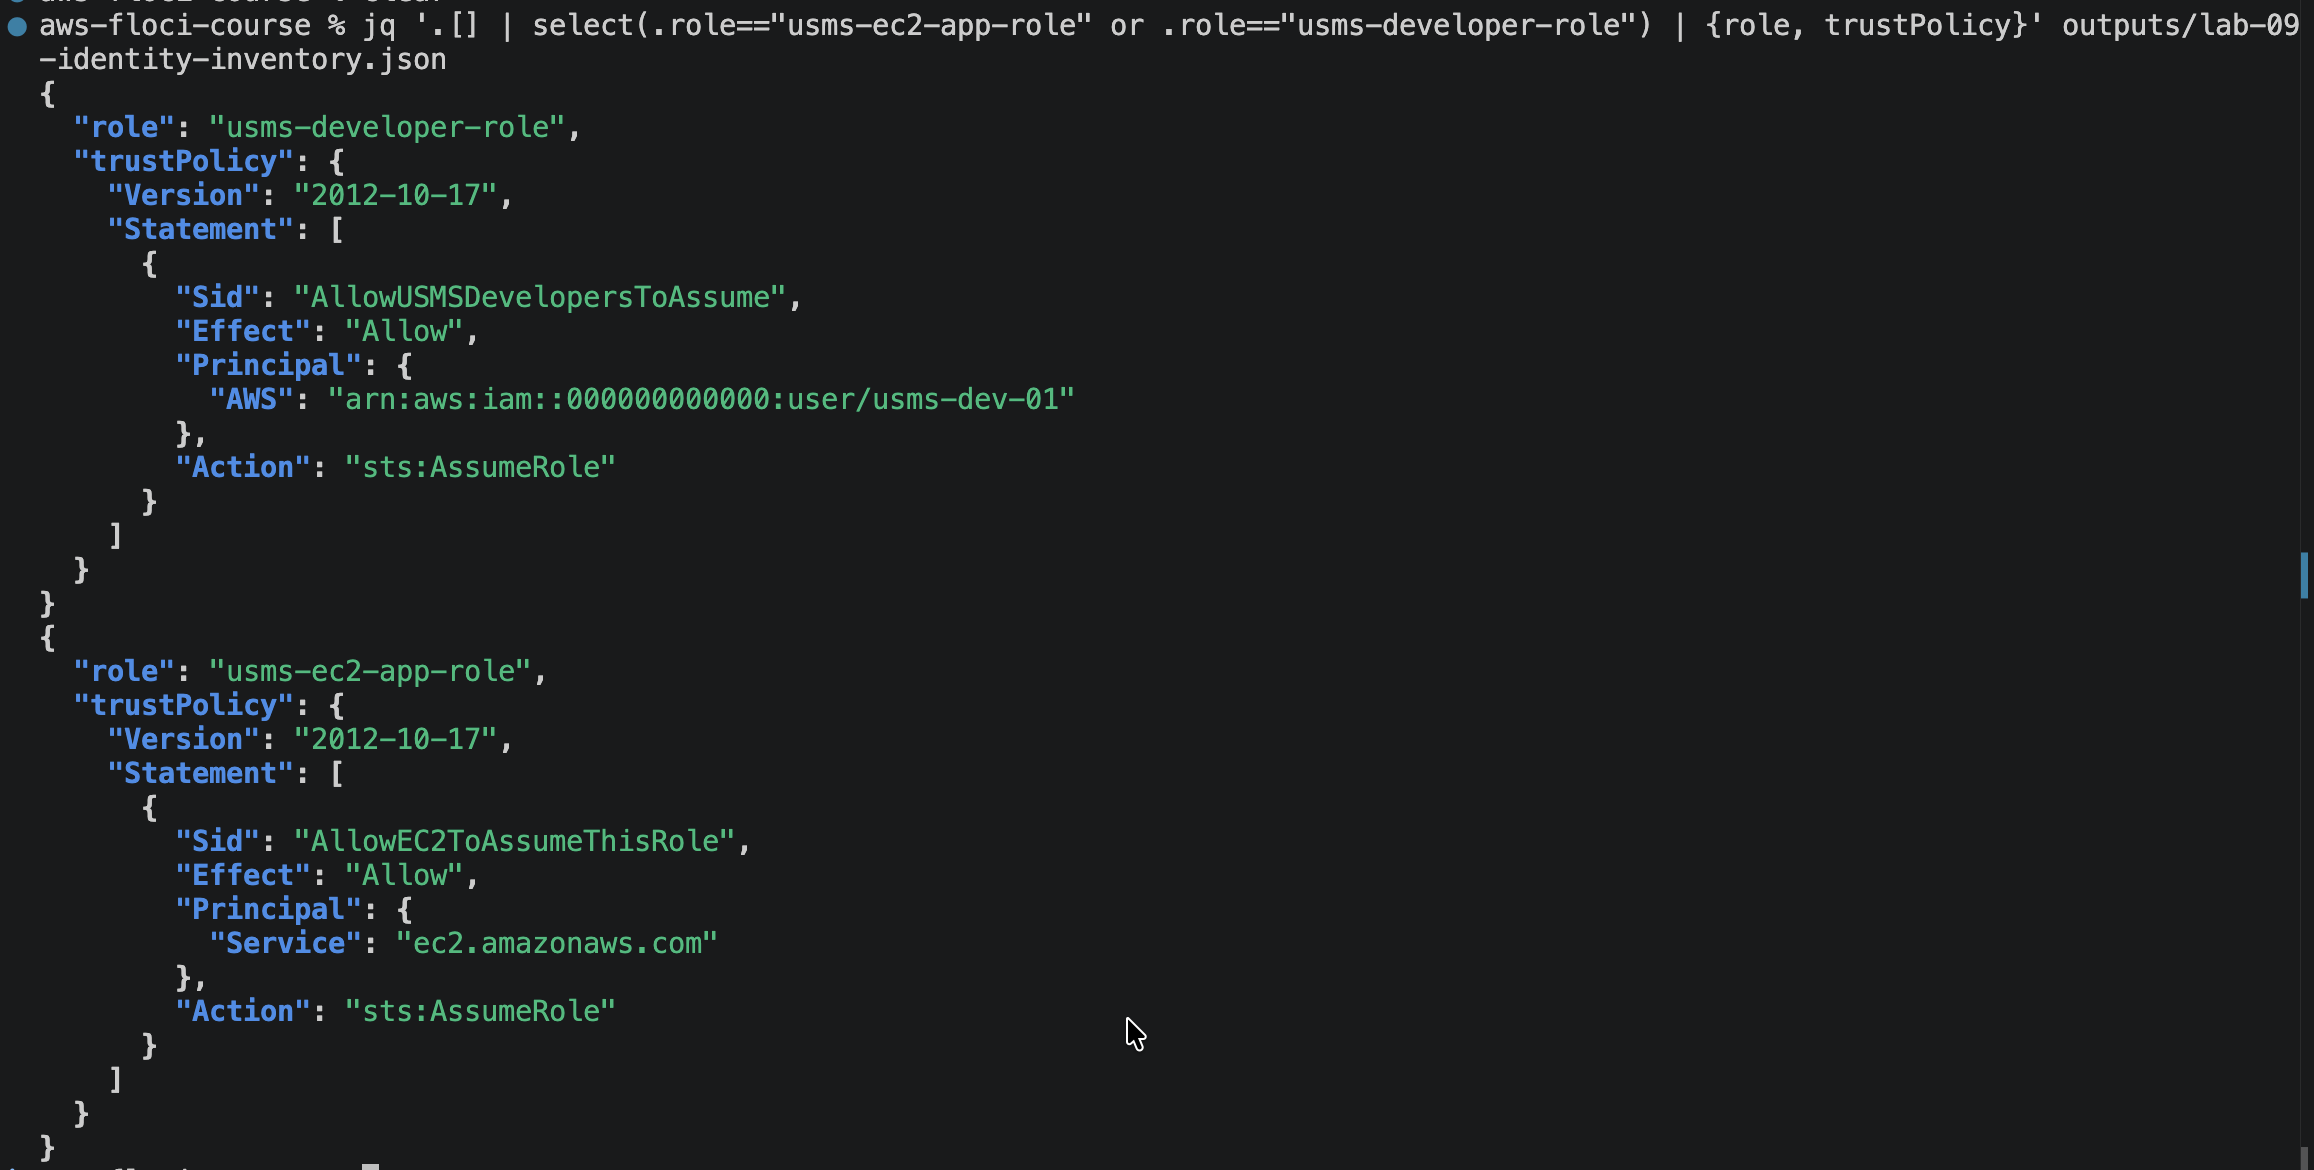 aws-floci-course % jq '.[] | select(.role=="usms-ec2-app-role" or .role=="usms-developer-role") | {role, trustPolicy}' outputs/lab-09
-identity-inventory.json
{
  "role": "usms-developer-role",
  "trustPolicy": {
    "Version": "2012-10-17",
    "Statement": [
      {
        "Sid": "AllowUSMSDevelopersToAssume",
        "Effect": "Allow",
        "Principal": {
          "AWS": "arn:aws:iam::000000000000:user/usms-dev-01"
        },
        "Action": "sts:AssumeRole"
      }
    ]
  }
}
{
  "role": "usms-ec2-app-role",
  "trustPolicy": {
    "Version": "2012-10-17",
    "Statement": [
      {
        "Sid": "AllowEC2ToAssumeThisRole",
        "Effect": "Allow",
        "Principal": {
          "Service": "ec2.amazonaws.com"
        },
        "Action": "sts:AssumeRole"
      }
    ]
  }
}